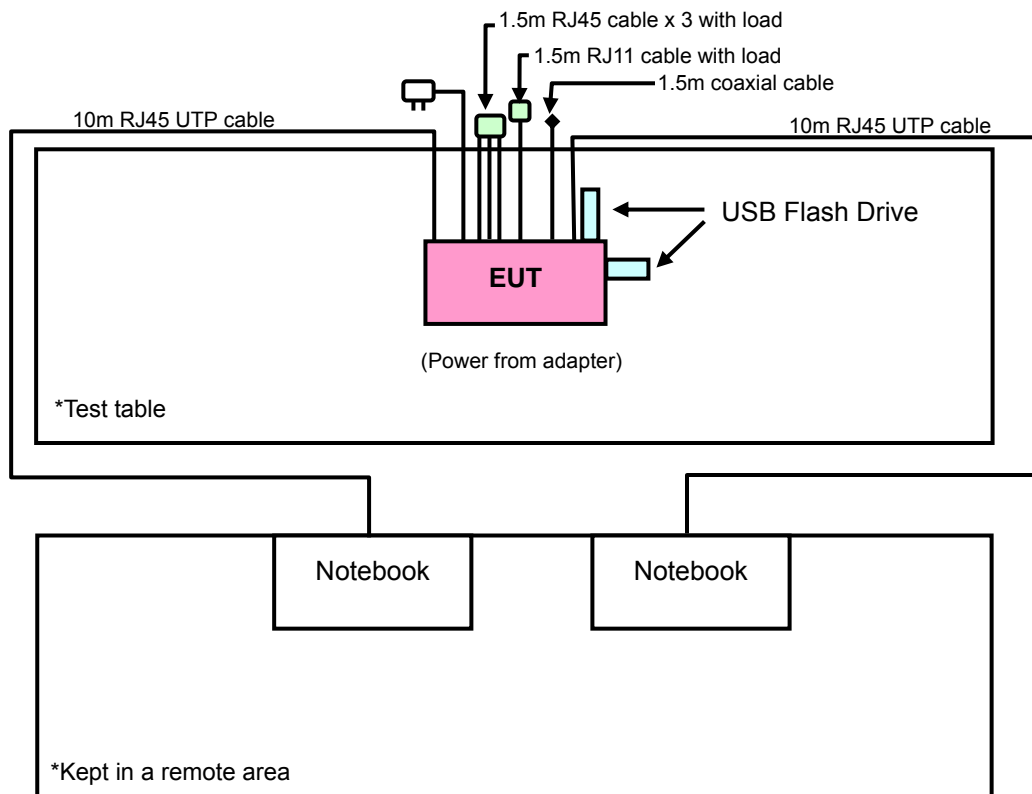 1.5m RJ45 cable x 3 with load
1.5m RJ11 cable with load
1.5m coaxial cable
10m RJ45 UTP cable
10m RJ45 UTP cable
USB Flash Drive
EUT
(Power from adapter)
*Test table
Notebook
Notebook
*Kept in a remote area